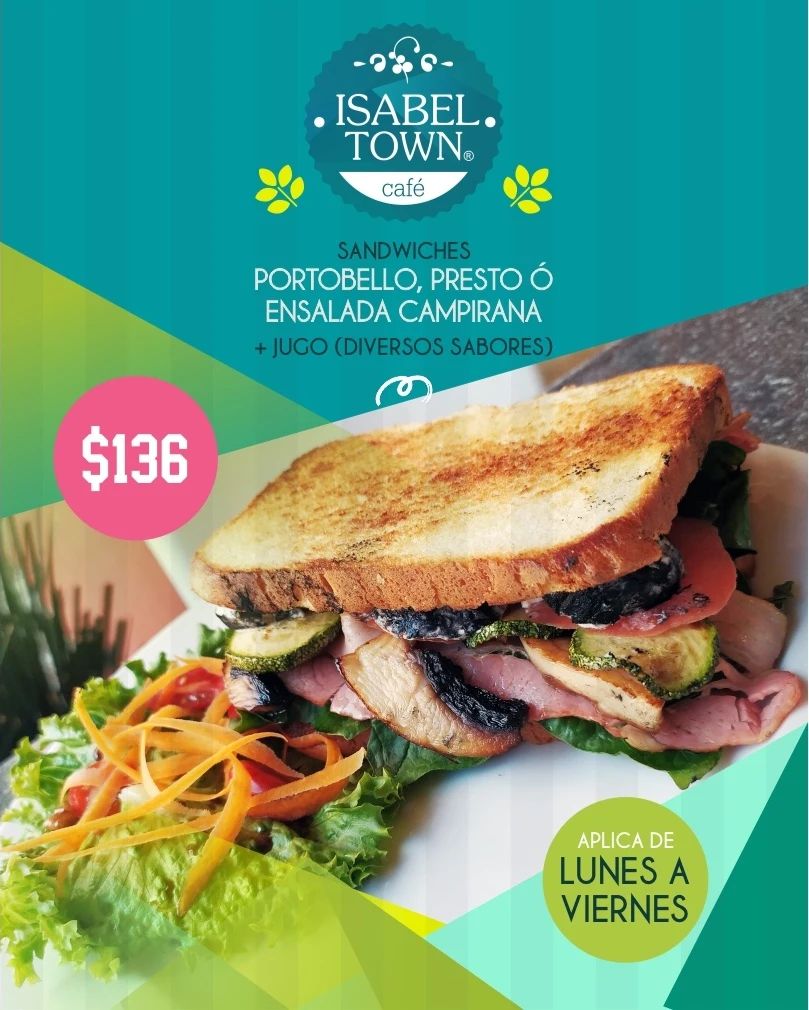 ISABEL
TOWN®
café
SANDWICHES
PORTOBELLO, PRESTO Ó
ENSALADA CAMPIRANA
+ JUGO (DIVERSOS SABORES)
$136
APLICA DE
LUNES A
VIERNES